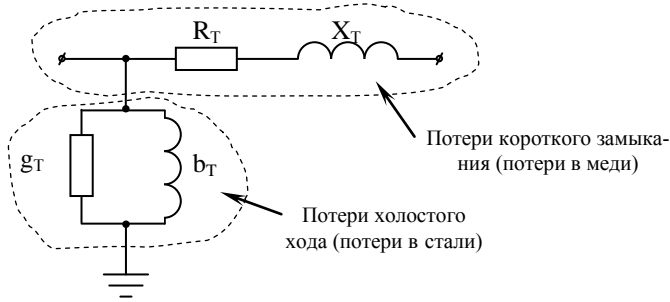 R_T
X_T
Потери короткого замыка-
ния (потери в меди)
g_T
b_T
Потери холостого
хода (потери в стали)